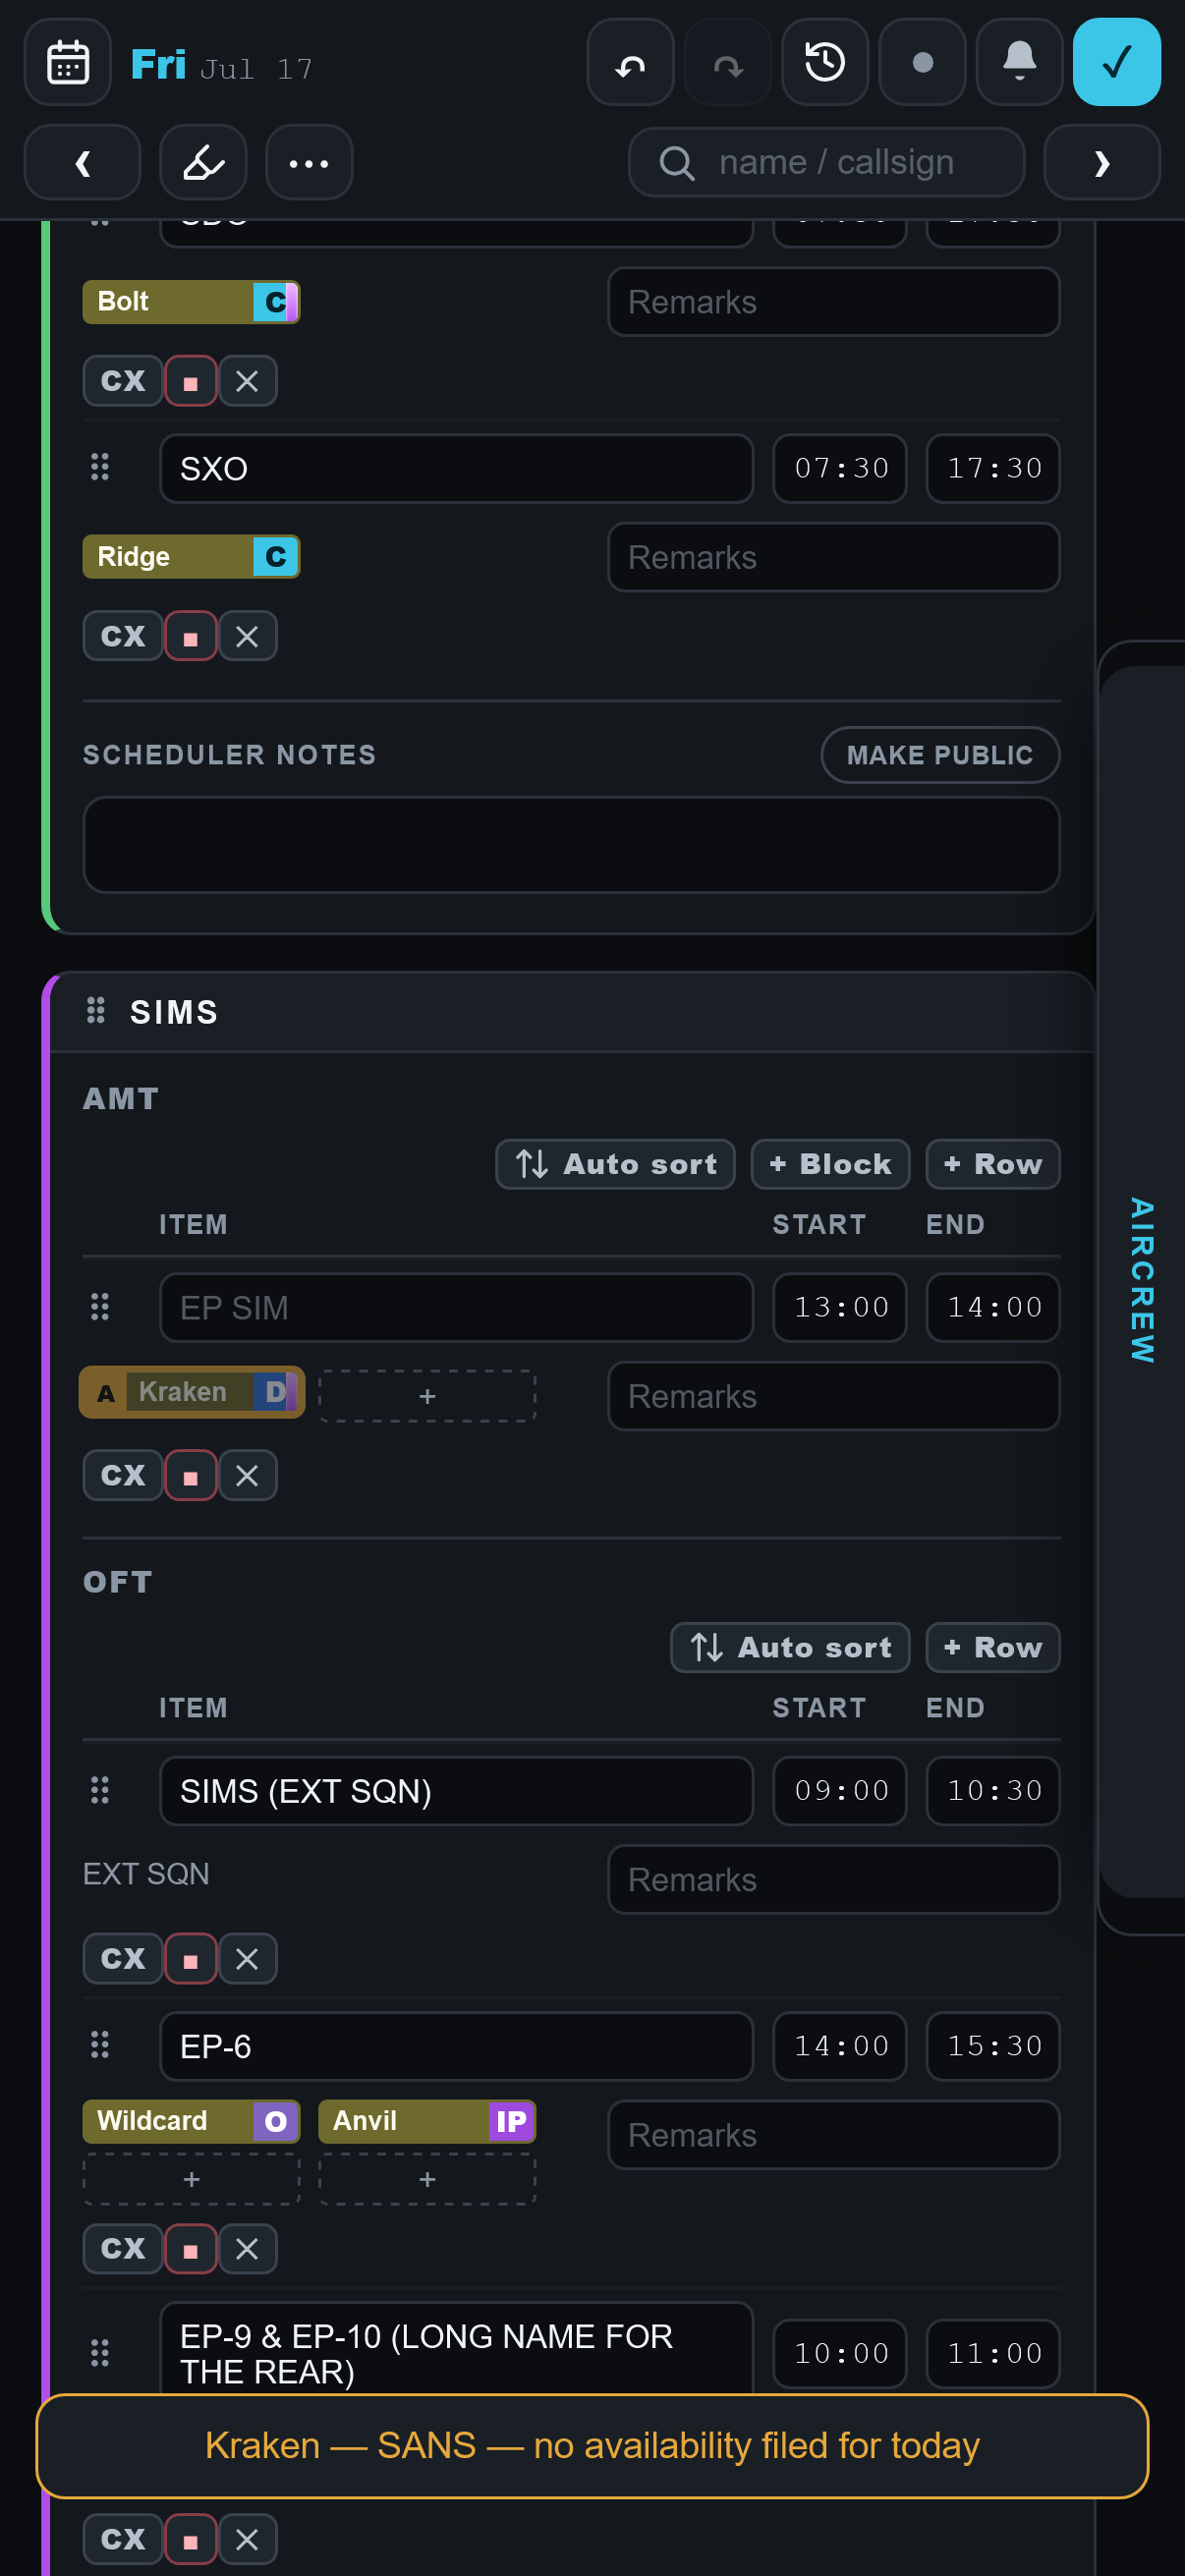 Fri Jul 17
name / callsign
Bolt C
Remarks
CX
SXO 07:30 17:30
Ridge C
Remarks
CX
SCHEDULER NOTES
MAKE PUBLIC
SIMS
AMT
Auto sort + Block + Row
ITEM START END
EP SIM 13:00 14:00
A Kraken D +
Remarks
CX
AIRCREW
OFT
Auto sort + Row
ITEM START END
SIMS (EXT SQN) 09:00 10:30
EXT SQN
Remarks
CX
EP-6 14:00 15:30
Wildcard O Anvil IP
Remarks
+ +
CX
EP-9 & EP-10 (LONG NAME FOR
THE REAR)
10:00 11:00
Kraken — SANS — no availability filed for today
CX